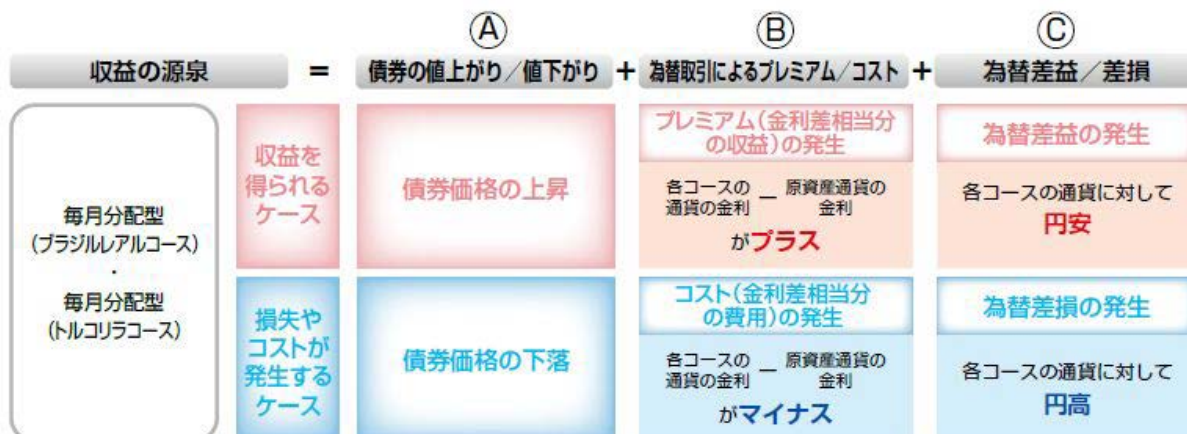 Ⓐ
Ⓑ
Ⓒ
収益の源泉 = 債券の値上がり／値下がり + 為替取引によるプレミアム／コスト + 為替差益／差損
毎月分配型
(ブラジルレアルコース)
・
毎月分配型
(トルコリラコース)
収益を
得られる
ケース
債券価格の上昇
プレミアム(金利差相当分
の収益)の発生
各コースの
通貨の金利
－
原資産通貨の
金利
がプラス
為替差益の発生
各コースの通貨に対して
円安
損失や
コストが
発生する
ケース
債券価格の下落
コスト(金利差相当分
の費用)の発生
各コースの
通貨の金利
－
原資産通貨の
金利
がマイナス
為替差損の発生
各コースの通貨に対して
円高